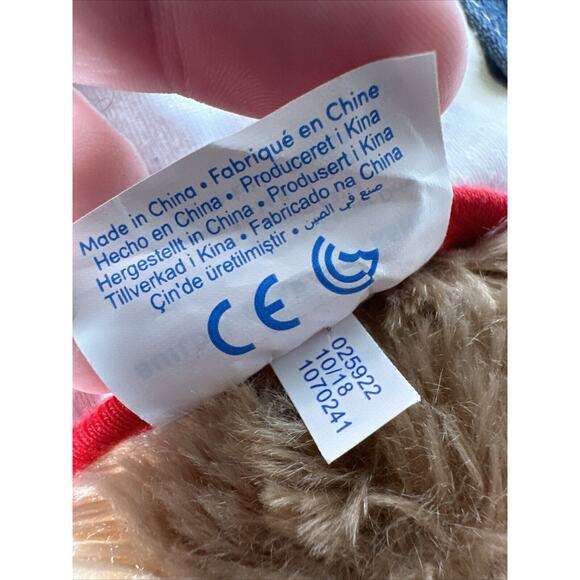 Made in China • Fabriqué en Chine
Hecho en China • Produceret i Kina
Hergestellt in China • Produsert i Kina
Tillverkad i Kina • Fabricado na China
Çin'de üretilmiştir • صنع في الصين
CE
025922
10/18
1070241